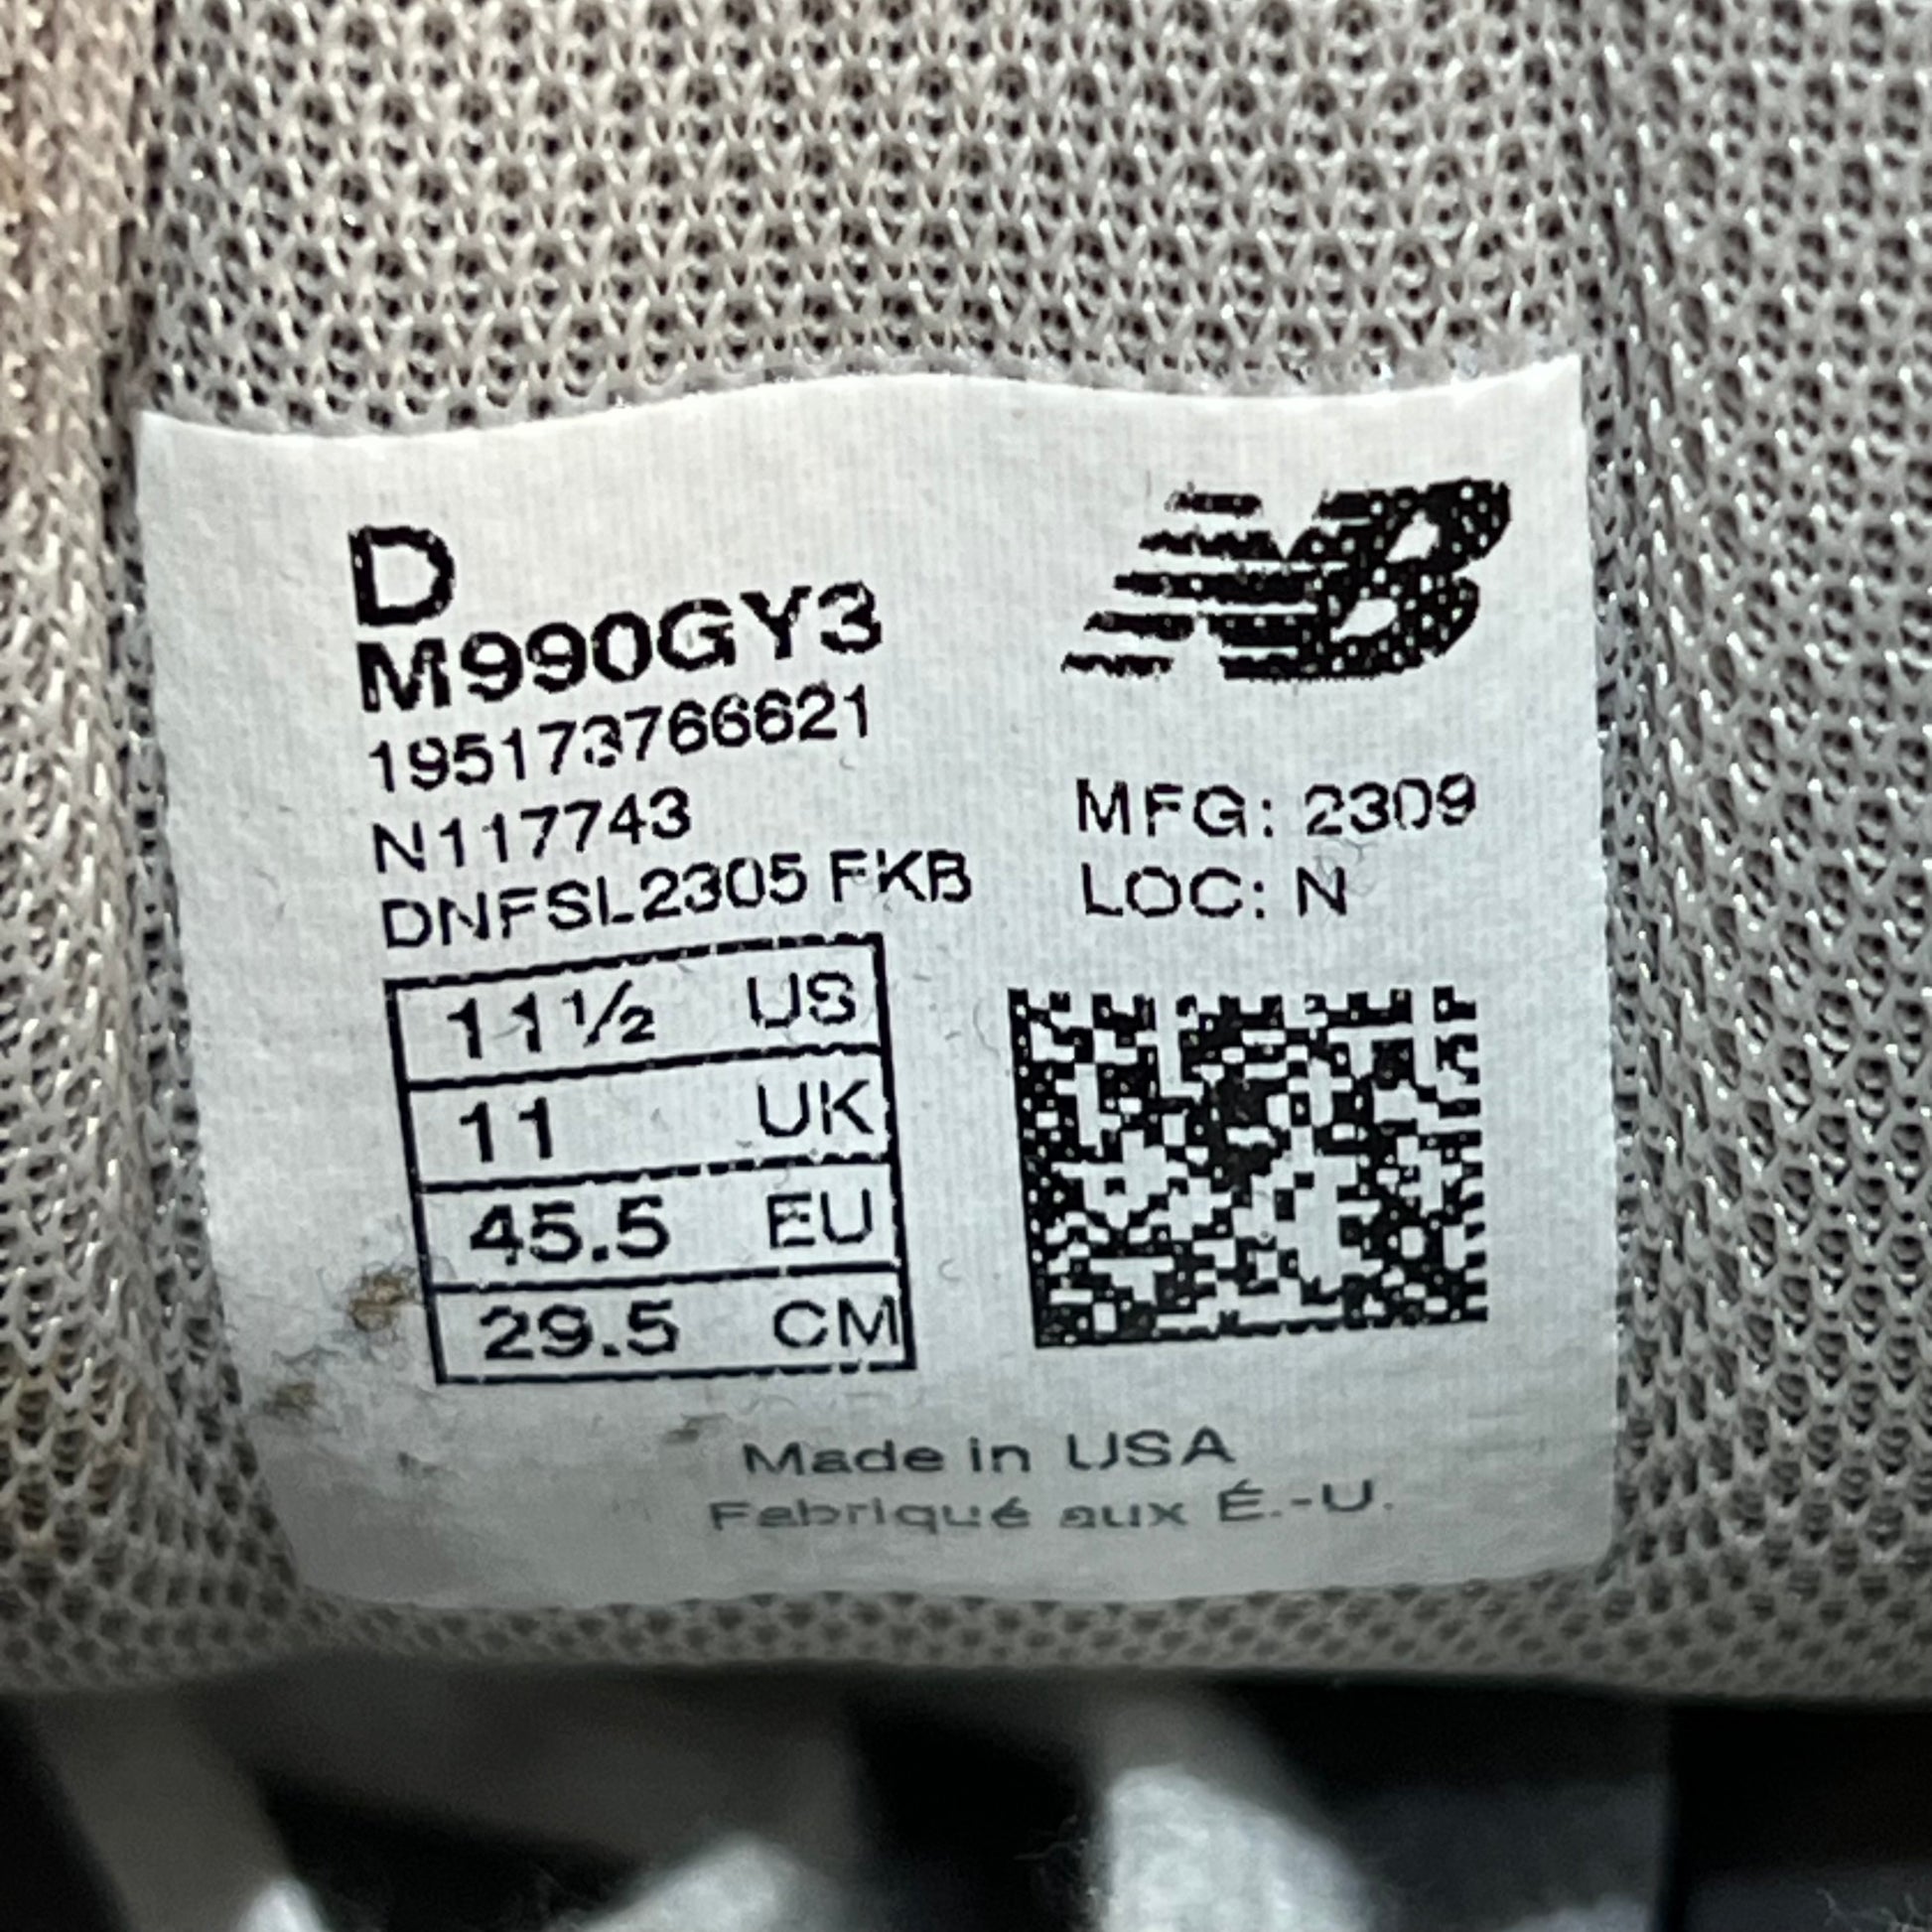 D
M990GY3
195173766621
N117743
DNFSL2305 FKB
NB
MFG: 2309
LOC: N
11½ US
11 UK
45.5 EU
29.5 CM
Made in USA
Fabriqué aux É.-U.